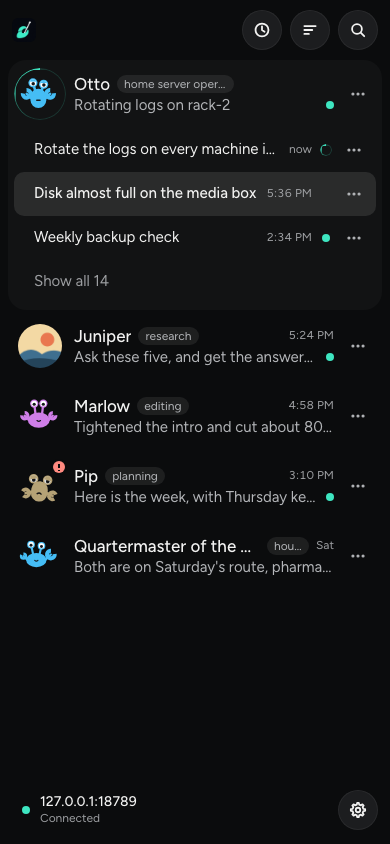 Otto home server oper...
Rotating logs on rack-2
Rotate the logs on every machine i... now
Disk almost full on the media box 5:36 PM
Weekly backup check 2:34 PM
Show all 14
Juniper research 5:24 PM
Ask these five, and get the answer...
Marlow editing 4:58 PM
Tightened the intro and cut about 80...
Pip planning 3:10 PM
Here is the week, with Thursday ke...
Quartermaster of the ... hou... Sat
Both are on Saturday's route, pharma...
127.0.0.1:18789
Connected